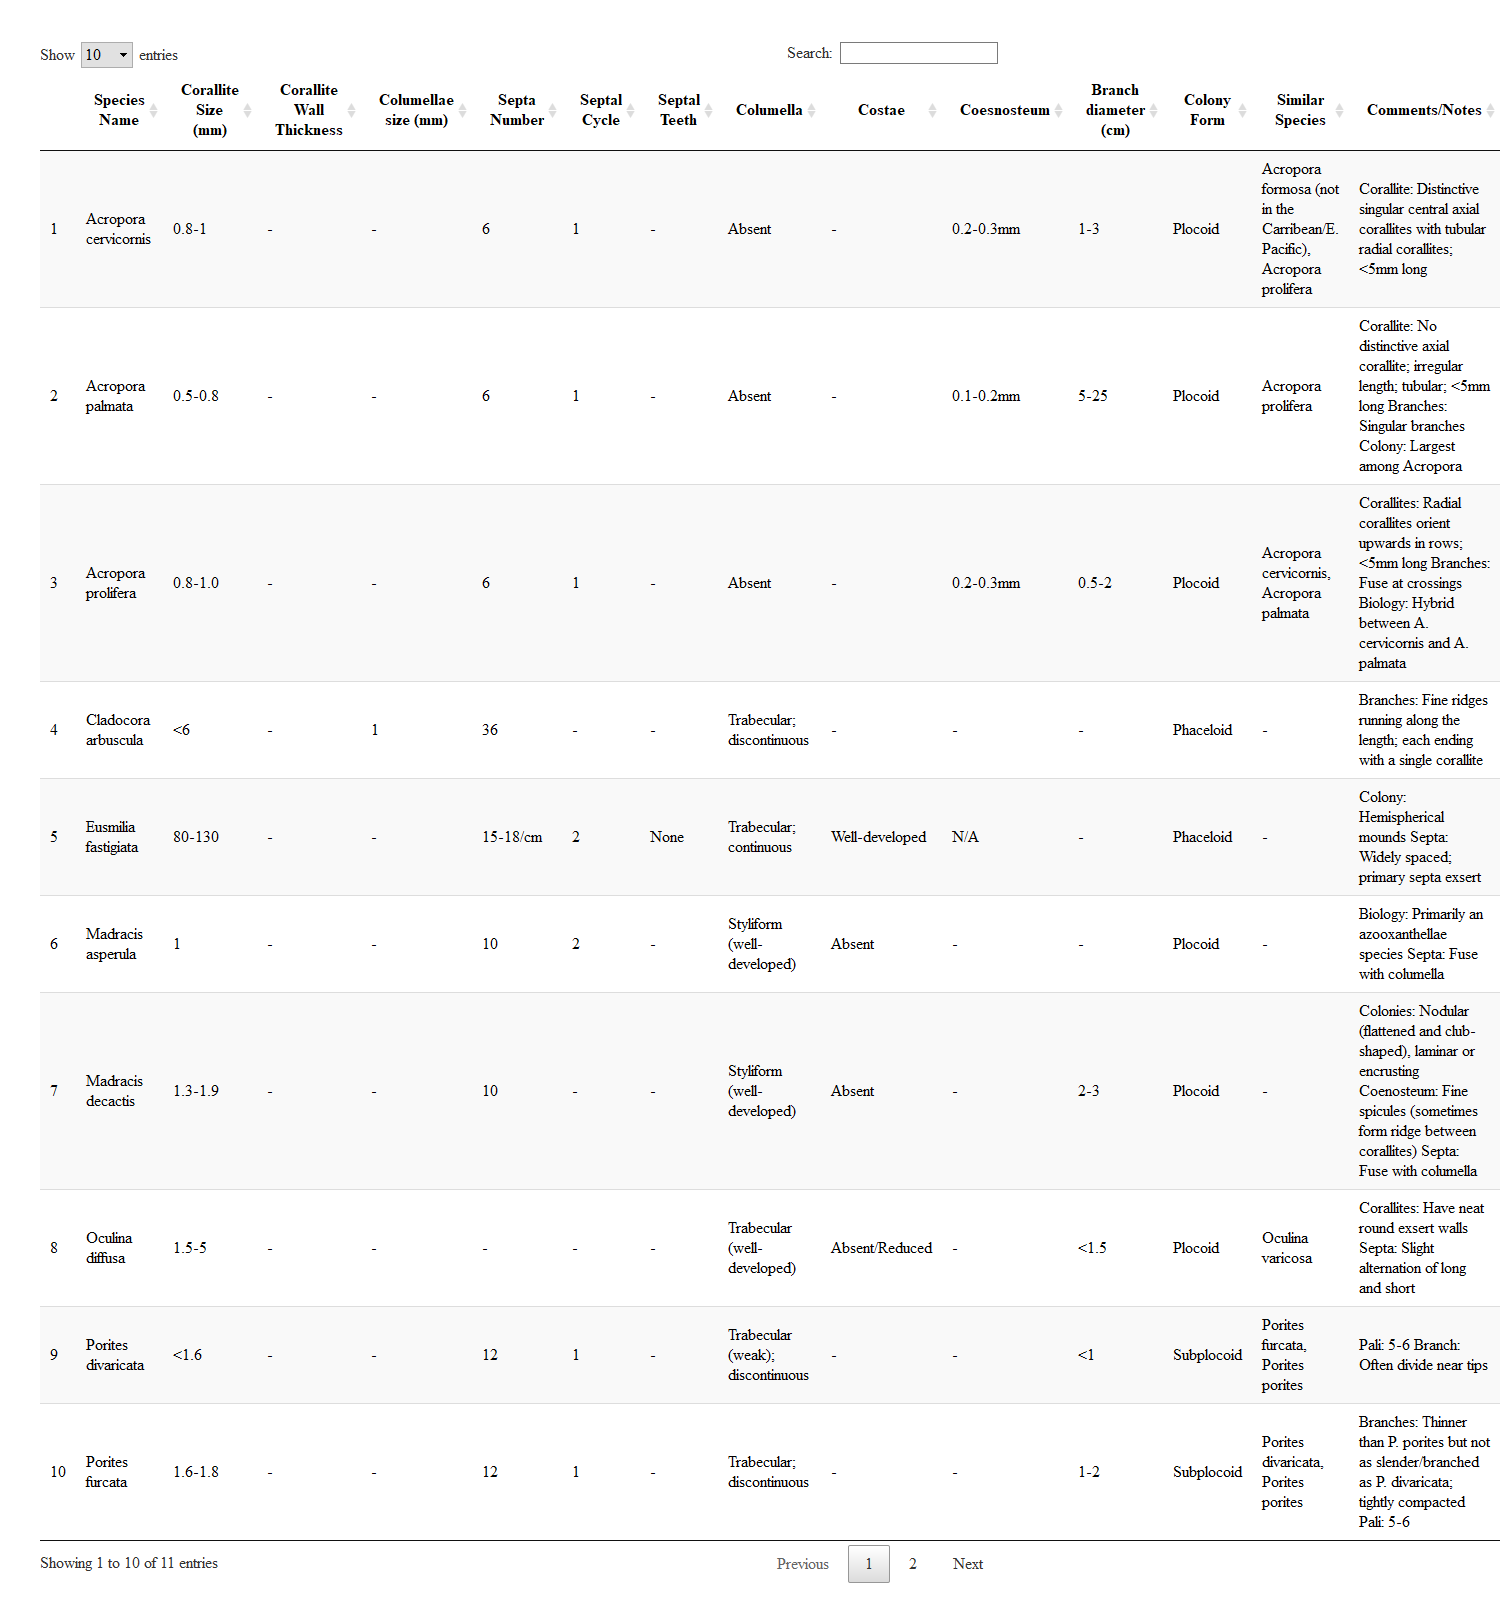 Show 10 entries
Search:
Species Name
Corallite Size (mm)
Corallite Wall Thickness
Columellae size (mm)
Septa Number
Septal Cycle
Septal Teeth
Columella
Costae
Coesnosteum
Branch diameter (cm)
Colony Form
Similar Species
Comments/Notes
1 Acropora cervicornis 0.8-1 - - 6 1 - Absent - 0.2-0.3mm 1-3 Plocoid Acropora formosa (not in the Carribean/E. Pacific), Acropora prolifera Corallite: Distinctive singular central axial corallites with tubular radial corallites; <5mm long
2 Acropora palmata 0.5-0.8 - - 6 1 - Absent - 0.1-0.2mm 5-25 Plocoid Acropora prolifera Corallite: No distinctive axial corallite; irregular length; tubular; <5mm long Branches: Singular branches Colony: Largest among Acropora
3 Acropora prolifera 0.8-1.0 - - 6 1 - Absent - 0.2-0.3mm 0.5-2 Plocoid Acropora cervicornis, Acropora palmata Corallites: Radial corallites orient upwards in rows; <5mm long Branches: Fuse at crossings Biology: Hybrid between A. cervicornis and A. palmata
4 Cladocora arbuscula <6 - 1 36 - - Trabecular; discontinuous - - - Phaceloid - Branches: Fine ridges running along the length; each ending with a single corallite
5 Eusmilia fastigiata 80-130 - - 15-18/cm 2 None Trabecular; continuous Well-developed N/A - Phaceloid - Colony: Hemispherical mounds Septa: Widely spaced; primary septa exsert
6 Madracis asperula 1 - - 10 2 - Styliform (well-developed) Absent - - Plocoid - Biology: Primarily an azooxanthellae species Septa: Fuse with columella
7 Madracis decactis 1.3-1.9 - - 10 - - Styliform (well-developed) Absent - 2-3 Plocoid - Colonies: Nodular (flattened and club-shaped), laminar or encrusting Coenosteum: Fine spicules (sometimes form ridge between corallites) Septa: Fuse with columella
8 Oculina diffusa 1.5-5 - - - - - Trabecular (well-developed) Absent/Reduced - <1.5 Plocoid Oculina varicosa Corallites: Have neat round exsert walls Septa: Slight alternation of long and short
9 Porites divaricata <1.6 - - 12 1 - Trabecular (weak); discontinuous - - <1 Subplocoid Porites furcata, Porites porites Pali: 5-6 Branch: Often divide near tips
10 Porites furcata 1.6-1.8 - - 12 1 - Trabecular; discontinuous - - 1-2 Subplocoid Porites divaricata, Porites porites Branches: Thinner than P. porites but not as slender/branched as P. divaricata; tightly compacted Pali: 5-6
Showing 1 to 10 of 11 entries
Previous 1 2 Next